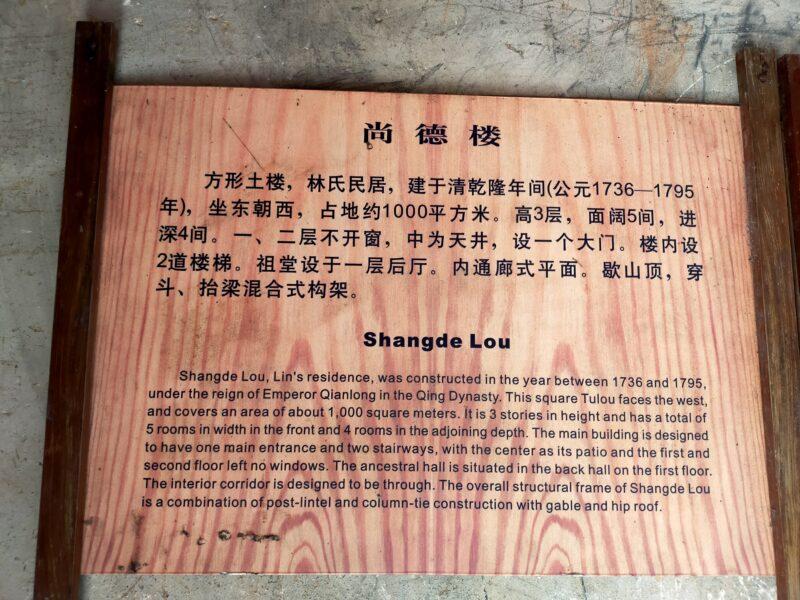 尚德楼
方形土楼，林氏民居，建于清乾隆年间(公元1736—1795
年)，坐东朝西，占地约1000平方米。高3层，面阔5间，进
深4间。一、二层不开窗，中为天井，设一个大门。楼内设
2道楼梯。祖堂设于一层后厅。内通廊式平面。歇山顶，穿
斗、抬梁混合式构架。
Shangde Lou
Shangde Lou, Lin's residence, was constructed in the year between 1736 and 1795,
under the reign of Emperor Qianlong in the Qing Dynasty. This square Tulou faces the west,
and covers an area of about 1,000 square meters. It is 3 stories in height and has a total of
5 rooms in width in the front and 4 rooms in the adjoining depth. The main building is designed
to have one main entrance and two stairways, with the center as its patio and the first and
second floor left no windows. The ancestral hall is situated in the back hall on the first floor.
The interior corridor is designed to be through. The overall structural frame of Shangde Lou
is a combination of post-lintel and column-tie construction with gable and hip roof.